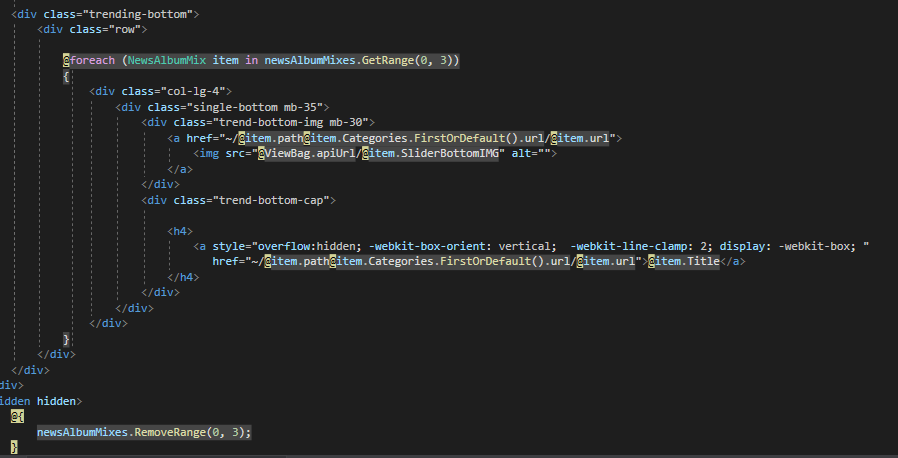 <div class="trending-bottom">
<div class="row">
@foreach (NewsAlbumMix item in newsAlbumMixes.GetRange(0, 3))
{
<div class="col-lg-4">
<div class="single-bottom mb-35">
<div class="trend-bottom-img mb-30">
<a href="~/@item.path@item.Categories.FirstOrDefault().url/@item.url">
<img src="@ViewBag.apiUrl/@item.SliderBottomIMG" alt="">
</a>
</div>
<div class="trend-bottom-cap">
<h4>
<a style="overflow:hidden; -webkit-box-orient: vertical;  -webkit-line-clamp: 2; display: -webkit-box; "
href="~/@item.path@item.Categories.FirstOrDefault().url/@item.url">@item.Title</a>
</h4>
</div>
</div>
</div>
}
</div>
</div>
div>
idden hidden>
@{
newsAlbumMixes.RemoveRange(0, 3);
}